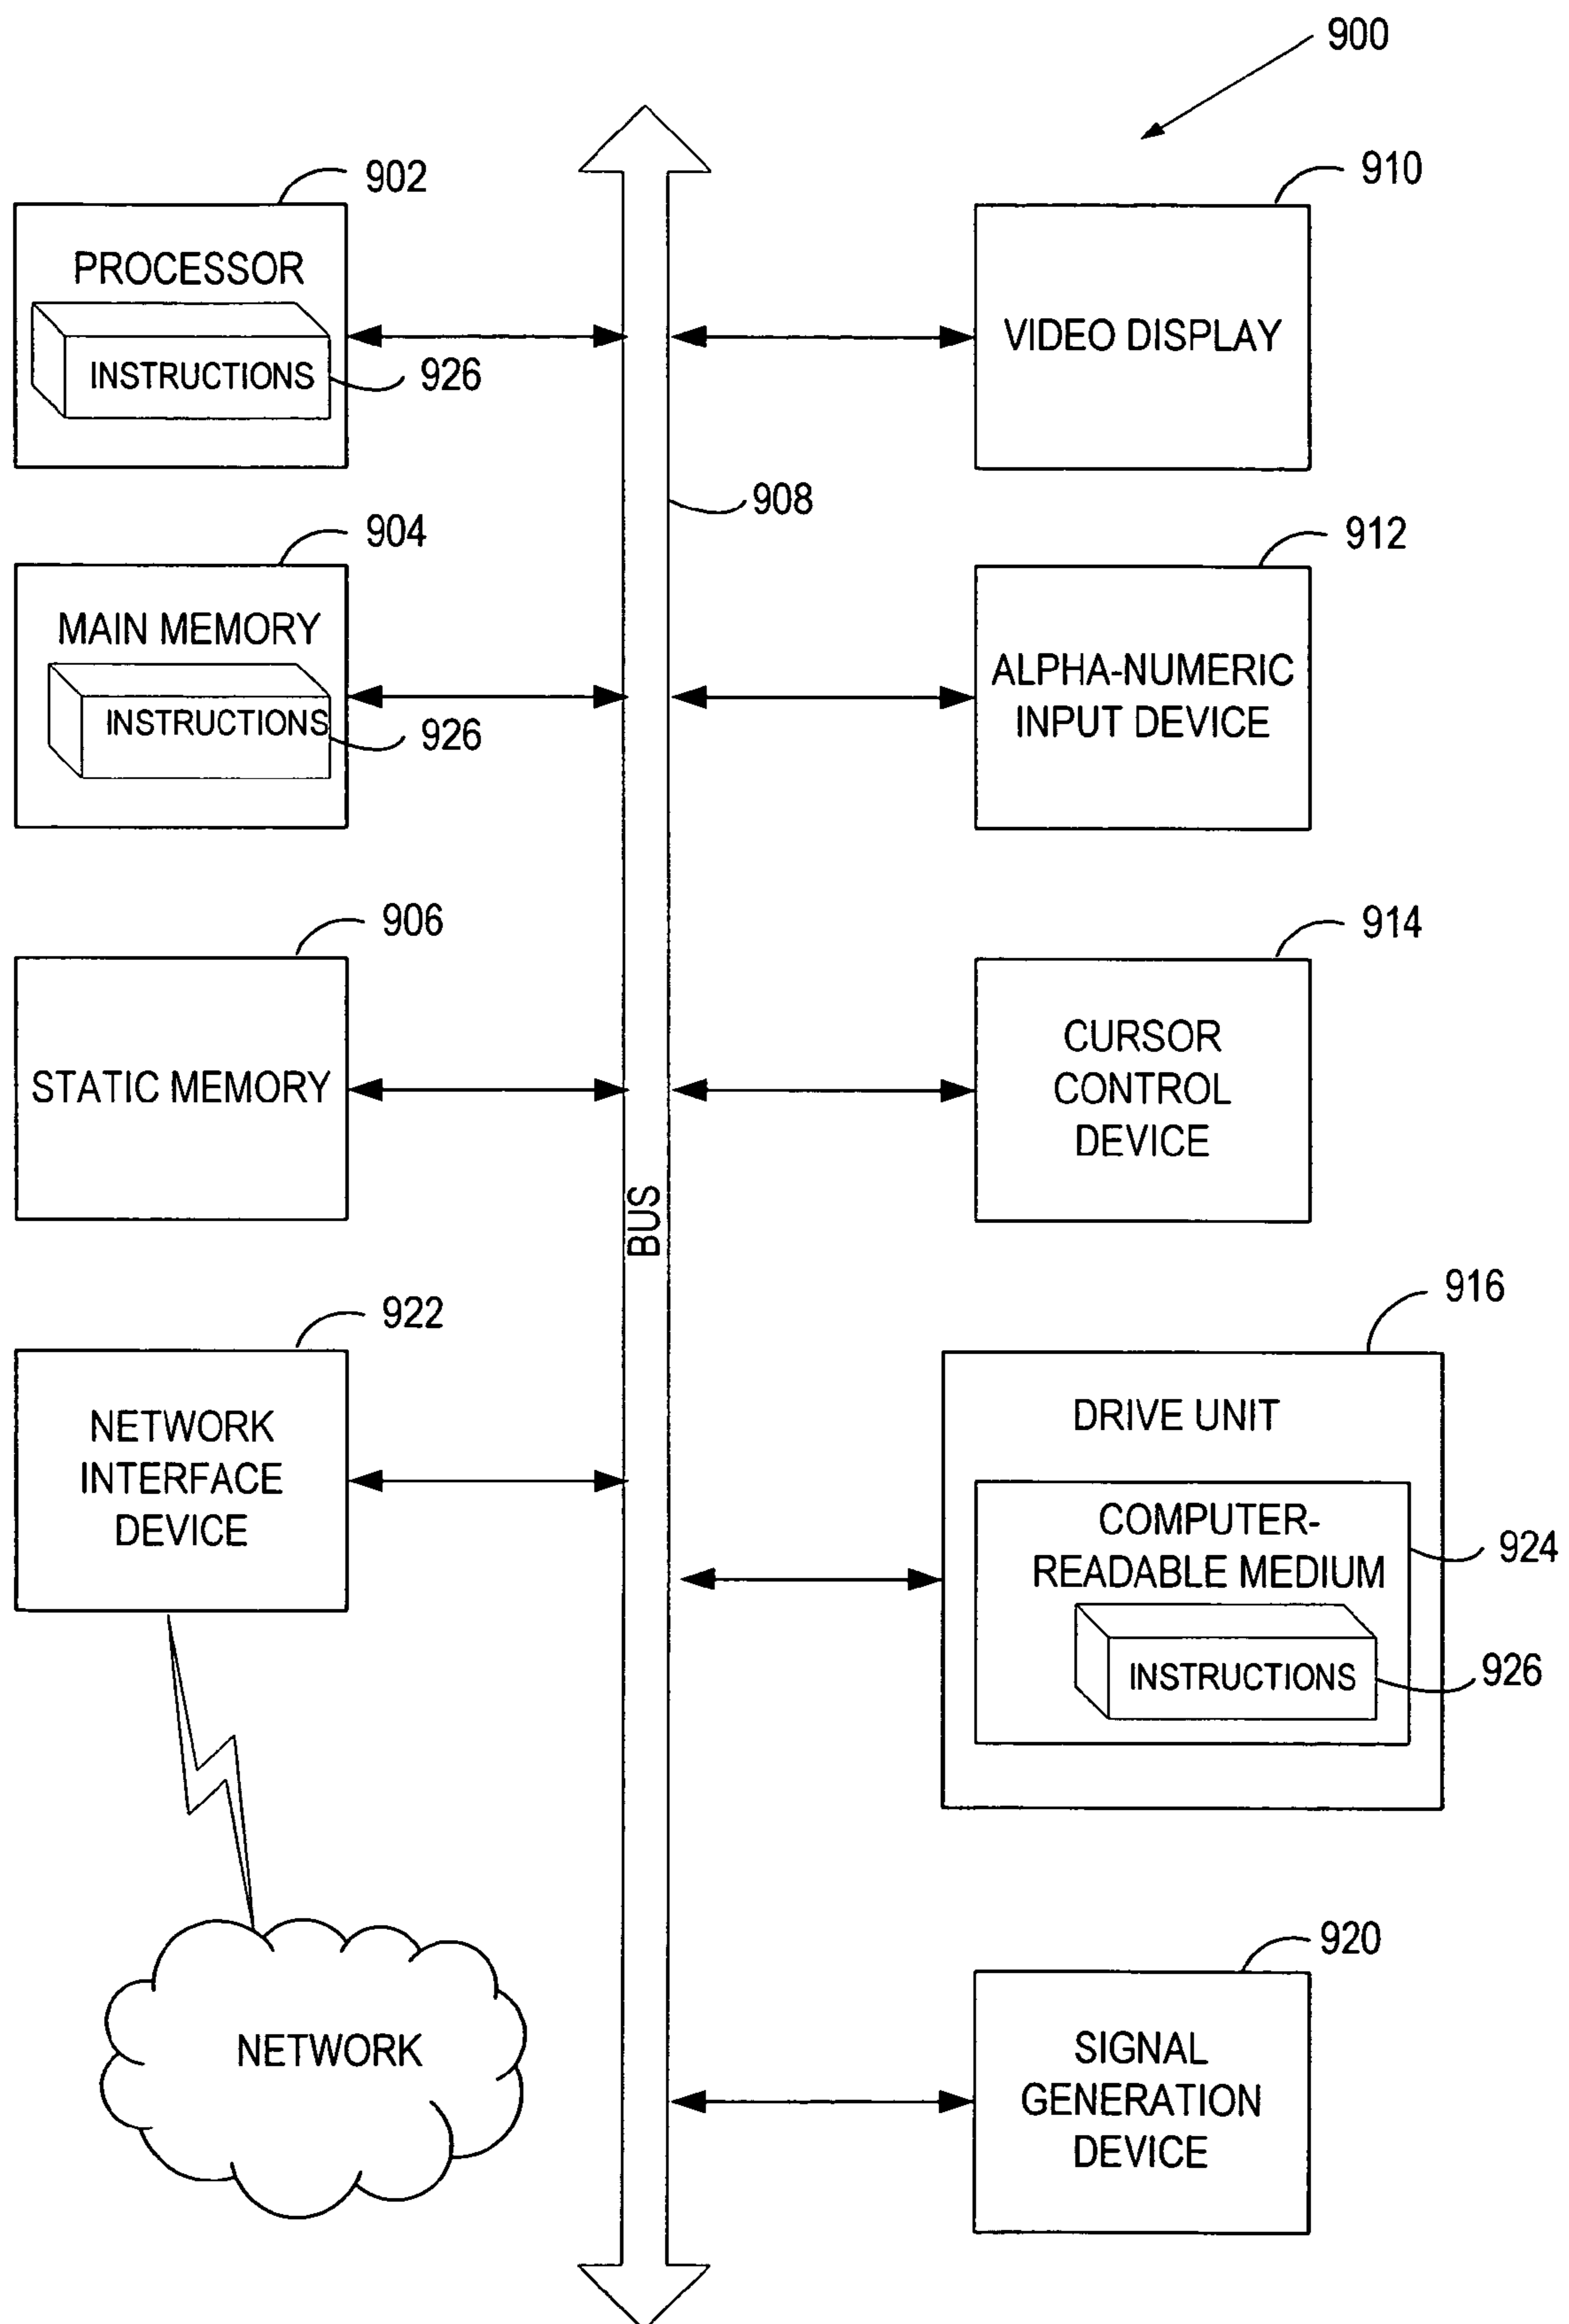 900
902
PROCESSOR
INSTRUCTIONS
926
910
VIDEO DISPLAY
908
904
MAIN MEMORY
INSTRUCTIONS
926
912
ALPHA-NUMERIC
INPUT DEVICE
906
STATIC MEMORY
914
CURSOR
CONTROL
DEVICE
BUS
922
NETWORK
INTERFACE
DEVICE
916
DRIVE UNIT
COMPUTER-
READABLE MEDIUM
924
INSTRUCTIONS
926
NETWORK
920
SIGNAL
GENERATION
DEVICE